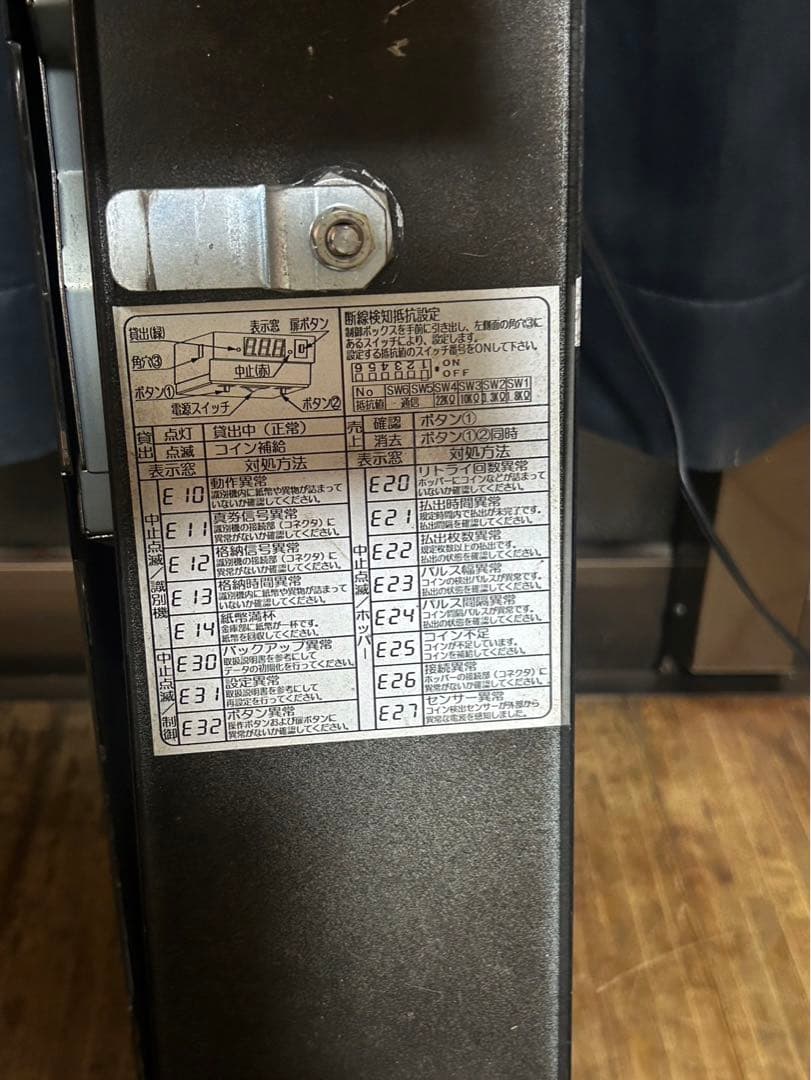 貸出(緑)
表示窓
扉ボタン
角穴③
中止(赤)
ボタン①
電源スイッチ
ボタン②
断線検知抵抗設定
制御ボックスを手前に引き出し、左側面の角穴③に
あるスイッチにより、設定します。
設定する抵抗値のスイッチ番号をONして下さい。
ON
OFF
No SW6 SW5 SW4 SW3 SW2 SW1
抵抗値 - 通信 22KΩ 10KΩ 3.3KΩ 1.8KΩ
貸出 点灯 貸出中(正常)
点滅 コイン補給
表示窓 対処方法
中止点滅/識別機
E10 動作異常
識別機内に紙幣や異物が詰まって
いないか確認してください。
E11 真券信号異常
識別機の接続部(コネクタ)に
異常がないか確認してください。
E12 格納信号異常
識別機の接続部(コネクタ)に
異常がないか確認してください。
E13 格納時間異常
識別機内に紙幣や異物が詰まって
いないか確認してください。
E14 紙幣満杯
金庫部に紙幣が一杯です。
紙幣を回収してください。
中止点滅/制御
E30 バックアップ異常
取扱説明書を参考にして
データの初期化を行ってください。
E31 設定異常
取扱説明書を参考にして
再設定を行ってください。
E32 ボタン異常
操作ボタンおよび扉ボタンに
異常がないか確認してください。
売上 確認 ボタン①
消去 ボタン①②同時
表示窓 対処方法
中止点滅/ホッパー
E20 リトライ回数異常
ホッパーにコインなどが詰まって
いないか確認してください。
E21 払出時間異常
規定時間内で払出が未完了です。
払出間隔を確認してください。
E22 払出枚数異常
規定枚数以上の払出です。
払出の状態を確認してください。
E23 パルス幅異常
コインの検出パルスが異常です。
払出の状態を確認してください。
E24 パルス間隔異常
コイン間隔パルスが異常です。
払出の状態を確認してください。
E25 コイン不足
コインが不足しています。
コインを補給してください。
E26 接続異常
ホッパーの接続部(コネクタ)に
異常がないか確認してください。
E27 センサー異常
コイン検出センサーが外部から
異常な電波を感知しました。